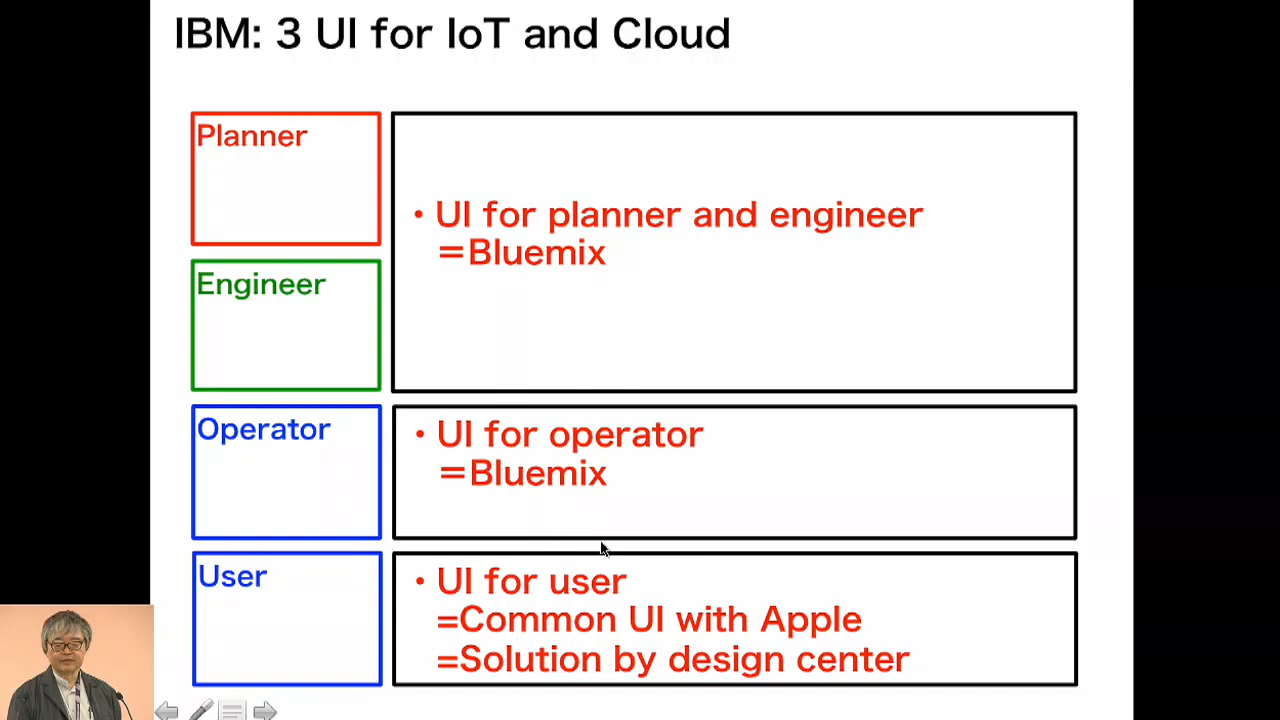 IBM: 3 UI for IoT and Cloud
Planner
・UI for planner and engineer
＝Bluemix
Engineer
Operator
・UI for operator
＝Bluemix
User
・UI for user
=Common UI with Apple
=Solution by design center